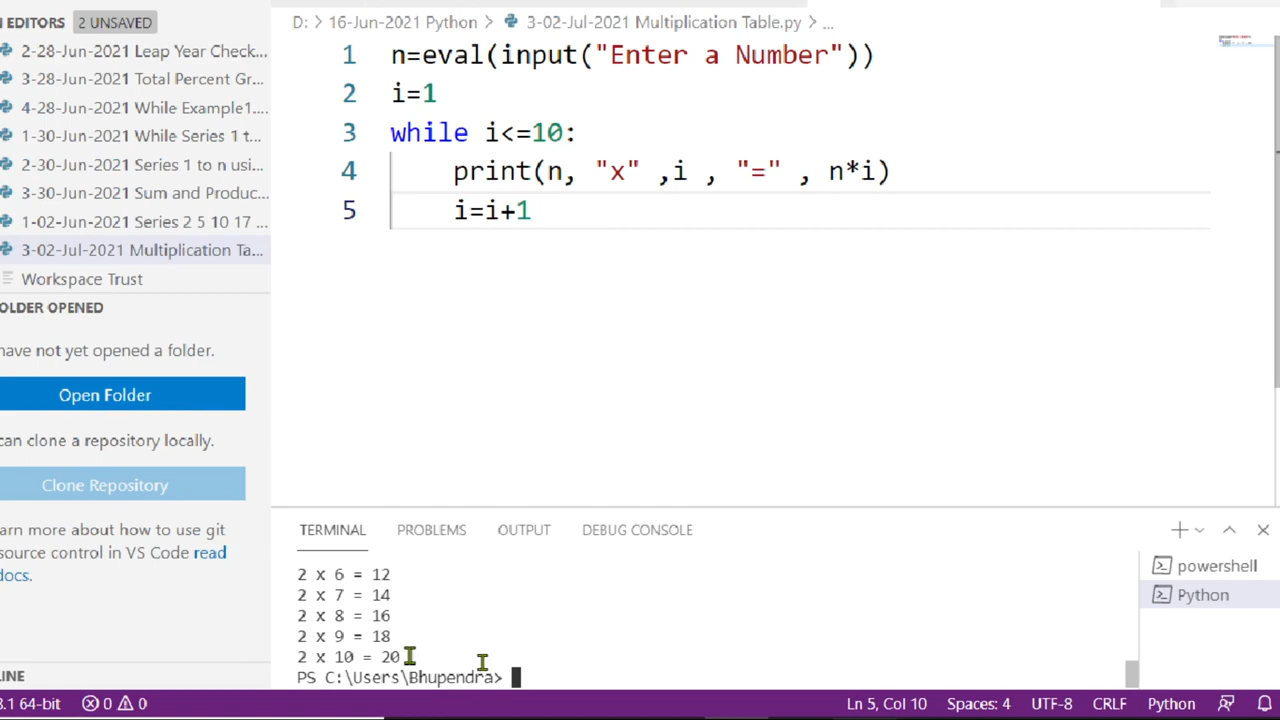 N EDITORS 2 UNSAVED
2-28-Jun-2021 Leap Year Check...
3-28-Jun-2021 Total Percent Gr...
4-28-Jun-2021 While Example1....
1-30-Jun-2021 While Series 1 t...
2-30-Jun-2021 Series 1 to n usi...
3-30-Jun-2021 Sum and Produc...
1-02-Jun-2021 Series 2 5 10 17 ...
3-02-Jul-2021 Multiplication Ta...
Workspace Trust
OLDER OPENED
have not yet opened a folder.
Open Folder
can clone a repository locally.
Clone Repository
arn more about how to use git
source control in VS Code read
docs.
LINE
D: > 16-Jun-2021 Python > 3-02-Jul-2021 Multiplication Table.py > ...
1 n=eval(input("Enter a Number"))
2 i=1
3 while i<=10:
4 print(n, "x" ,i , "=" , n*i)
5 i=i+1
TERMINAL PROBLEMS OUTPUT DEBUG CONSOLE
2 x 6 = 12
2 x 7 = 14
2 x 8 = 16
2 x 9 = 18
2 x 10 = 20
PS C:\Users\Bhupendra>
powershell
Python
8.1 64-bit 0 0 Ln 5, Col 10 Spaces: 4 UTF-8 CRLF Python